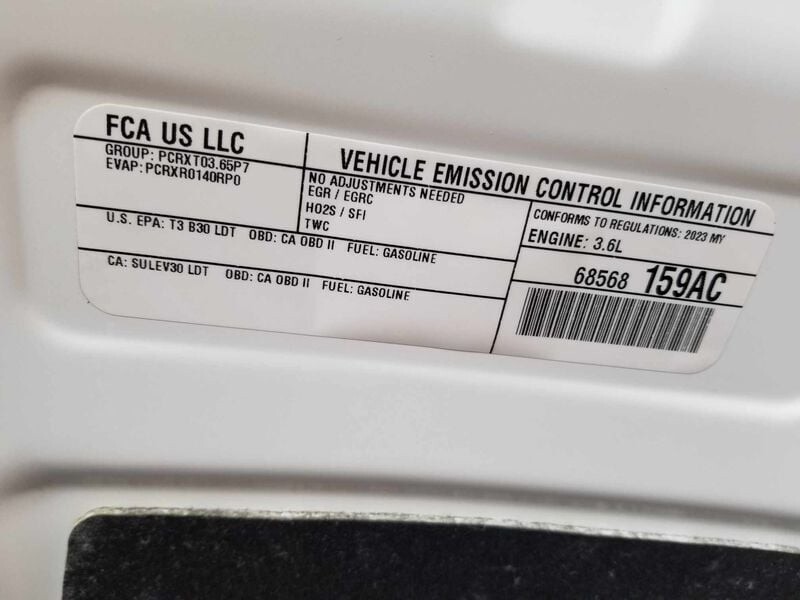 FCA US LLC
GROUP: PCRXT03.65P7
EVAP: PCRXR0140RP0
VEHICLE EMISSION CONTROL INFORMATION
NO ADJUSTMENTS NEEDED
EGR / EGRC
HO2S / SFI
TWC
CONFORMS TO REGULATIONS: 2023 MY
ENGINE: 3.6L
U.S. EPA: T3 B30 LDT OBD: CA OBD II FUEL: GASOLINE
CA: SULEV30 LDT OBD: CA OBD II FUEL: GASOLINE
68568 159AC